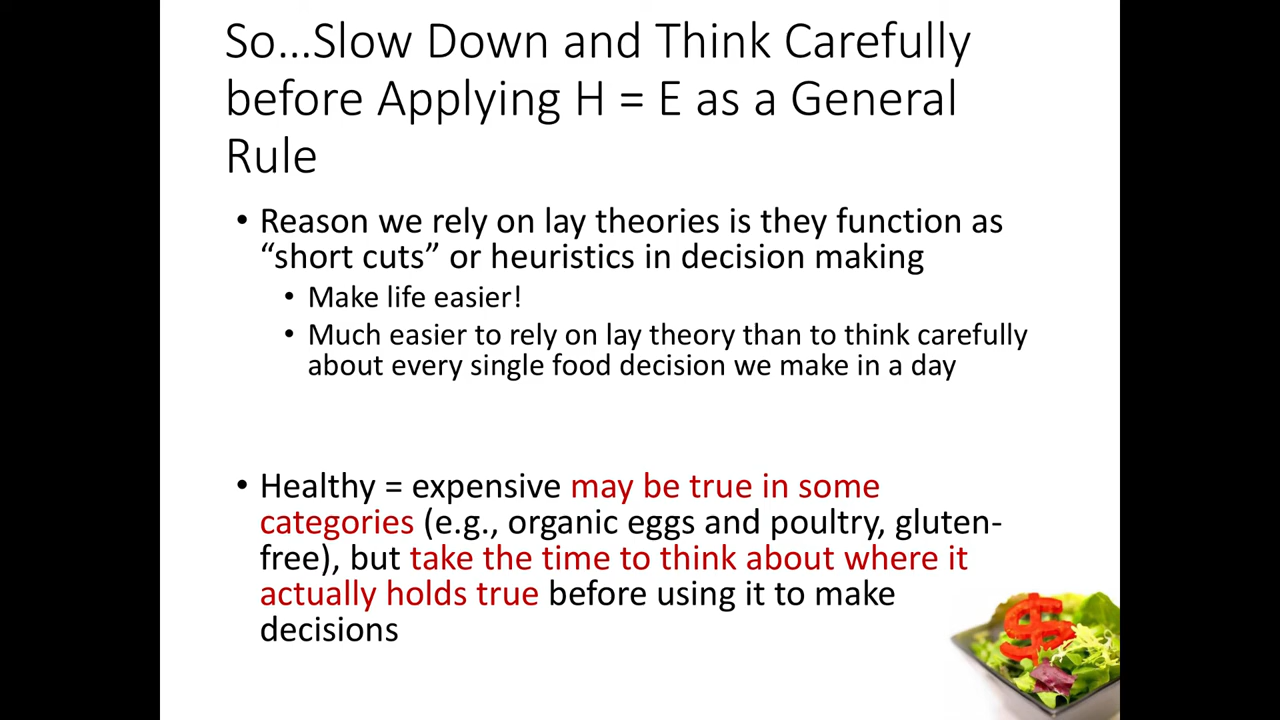 So…Slow Down and Think Carefully
before Applying H = E as a General
Rule
• Reason we rely on lay theories is they function as
“short cuts” or heuristics in decision making
• Make life easier!
• Much easier to rely on lay theory than to think carefully
about every single food decision we make in a day
• Healthy = expensive may be true in some
categories (e.g., organic eggs and poultry, gluten-
free), but take the time to think about where it
actually holds true before using it to make
decisions
$